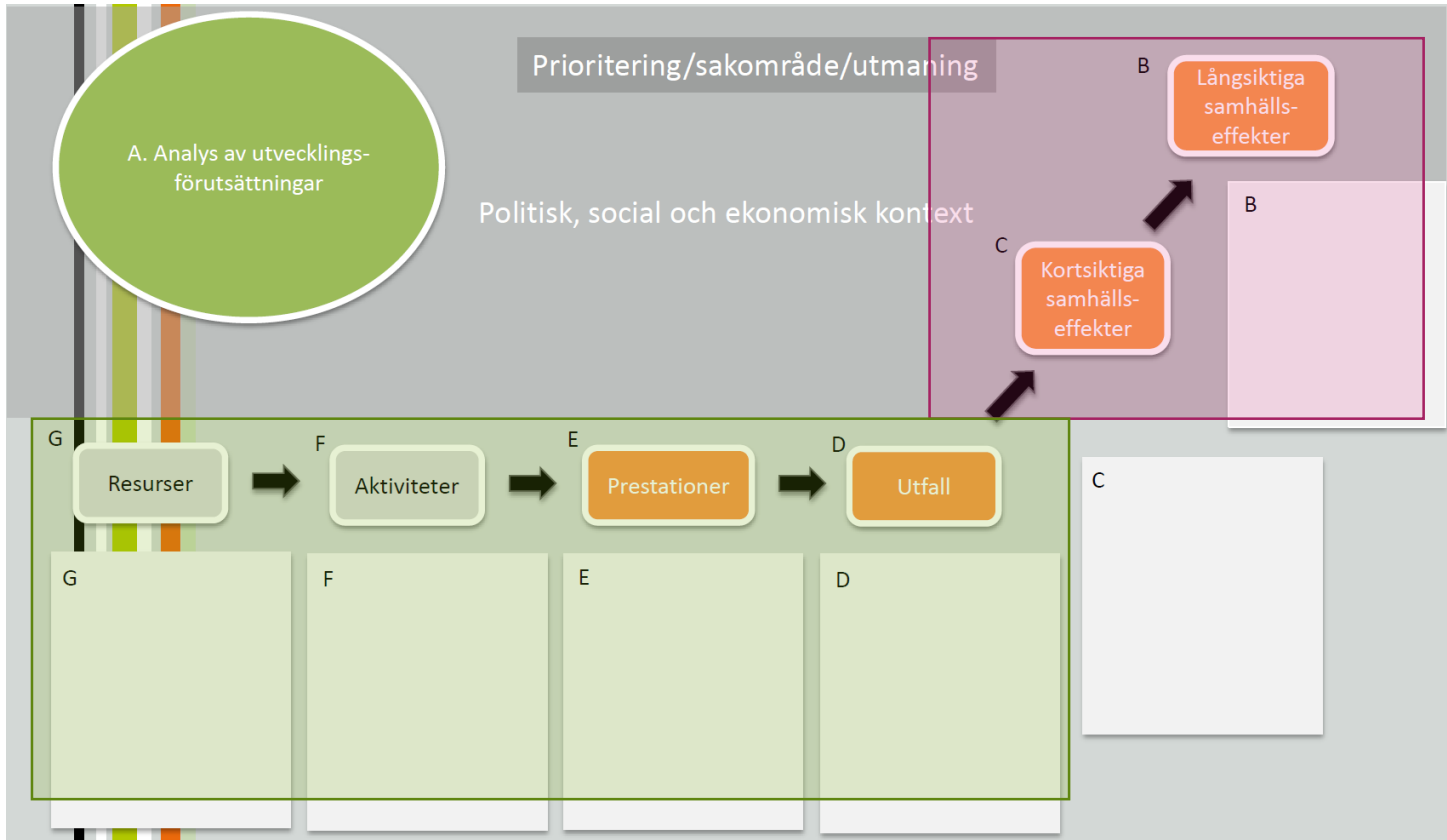 Prioritering/sakområde/utmaning
B
Långsiktiga
samhälls-
effekter
A. Analys av utvecklings-
förutsättningar
Politisk, social och ekonomisk kontext
B
C
Kortsiktiga
samhälls-
effekter
G
Resurser
F
Aktiviteter
E
Prestationer
D
Utfall
C
G
F
E
D